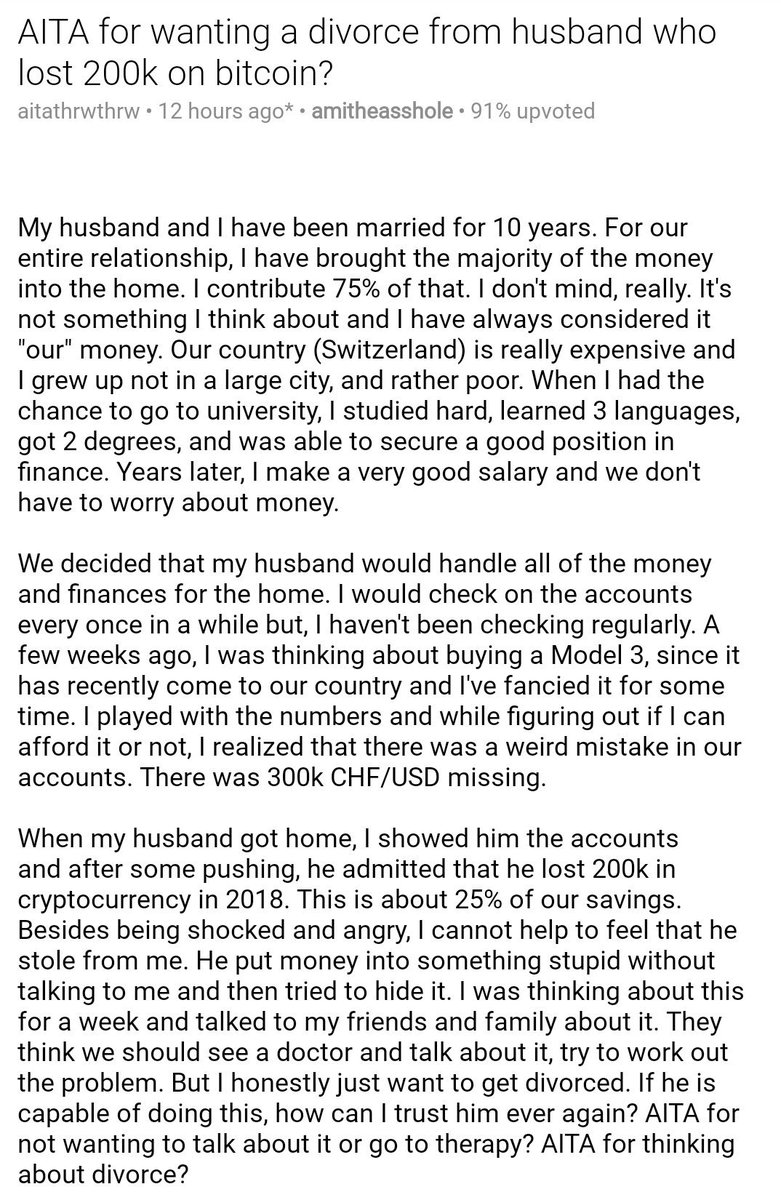 AITA for wanting a divorce from husband who
lost 200k on bitcoin?
aitathrwthrw • 12 hours ago* • amitheasshole • 91% upvoted
My husband and I have been married for 10 years. For our
entire relationship, I have brought the majority of the money
into the home. I contribute 75% of that. I don't mind, really. It's
not something I think about and I have always considered it
"our" money. Our country (Switzerland) is really expensive and
I grew up not in a large city, and rather poor. When I had the
chance to go to university, I studied hard, learned 3 languages,
got 2 degrees, and was able to secure a good position in
finance. Years later, I make a very good salary and we don't
have to worry about money.
We decided that my husband would handle all of the money
and finances for the home. I would check on the accounts
every once in a while but, I haven't been checking regularly. A
few weeks ago, I was thinking about buying a Model 3, since it
has recently come to our country and I've fancied it for some
time. I played with the numbers and while figuring out if I can
afford it or not, I realized that there was a weird mistake in our
accounts. There was 300k CHF/USD missing.
When my husband got home, I showed him the accounts
and after some pushing, he admitted that he lost 200k in
cryptocurrency in 2018. This is about 25% of our savings.
Besides being shocked and angry, I cannot help to feel that he
stole from me. He put money into something stupid without
talking to me and then tried to hide it. I was thinking about this
for a week and talked to my friends and family about it. They
think we should see a doctor and talk about it, try to work out
the problem. But I honestly just want to get divorced. If he is
capable of doing this, how can I trust him ever again? AITA for
not wanting to talk about it or go to therapy? AITA for thinking
about divorce?